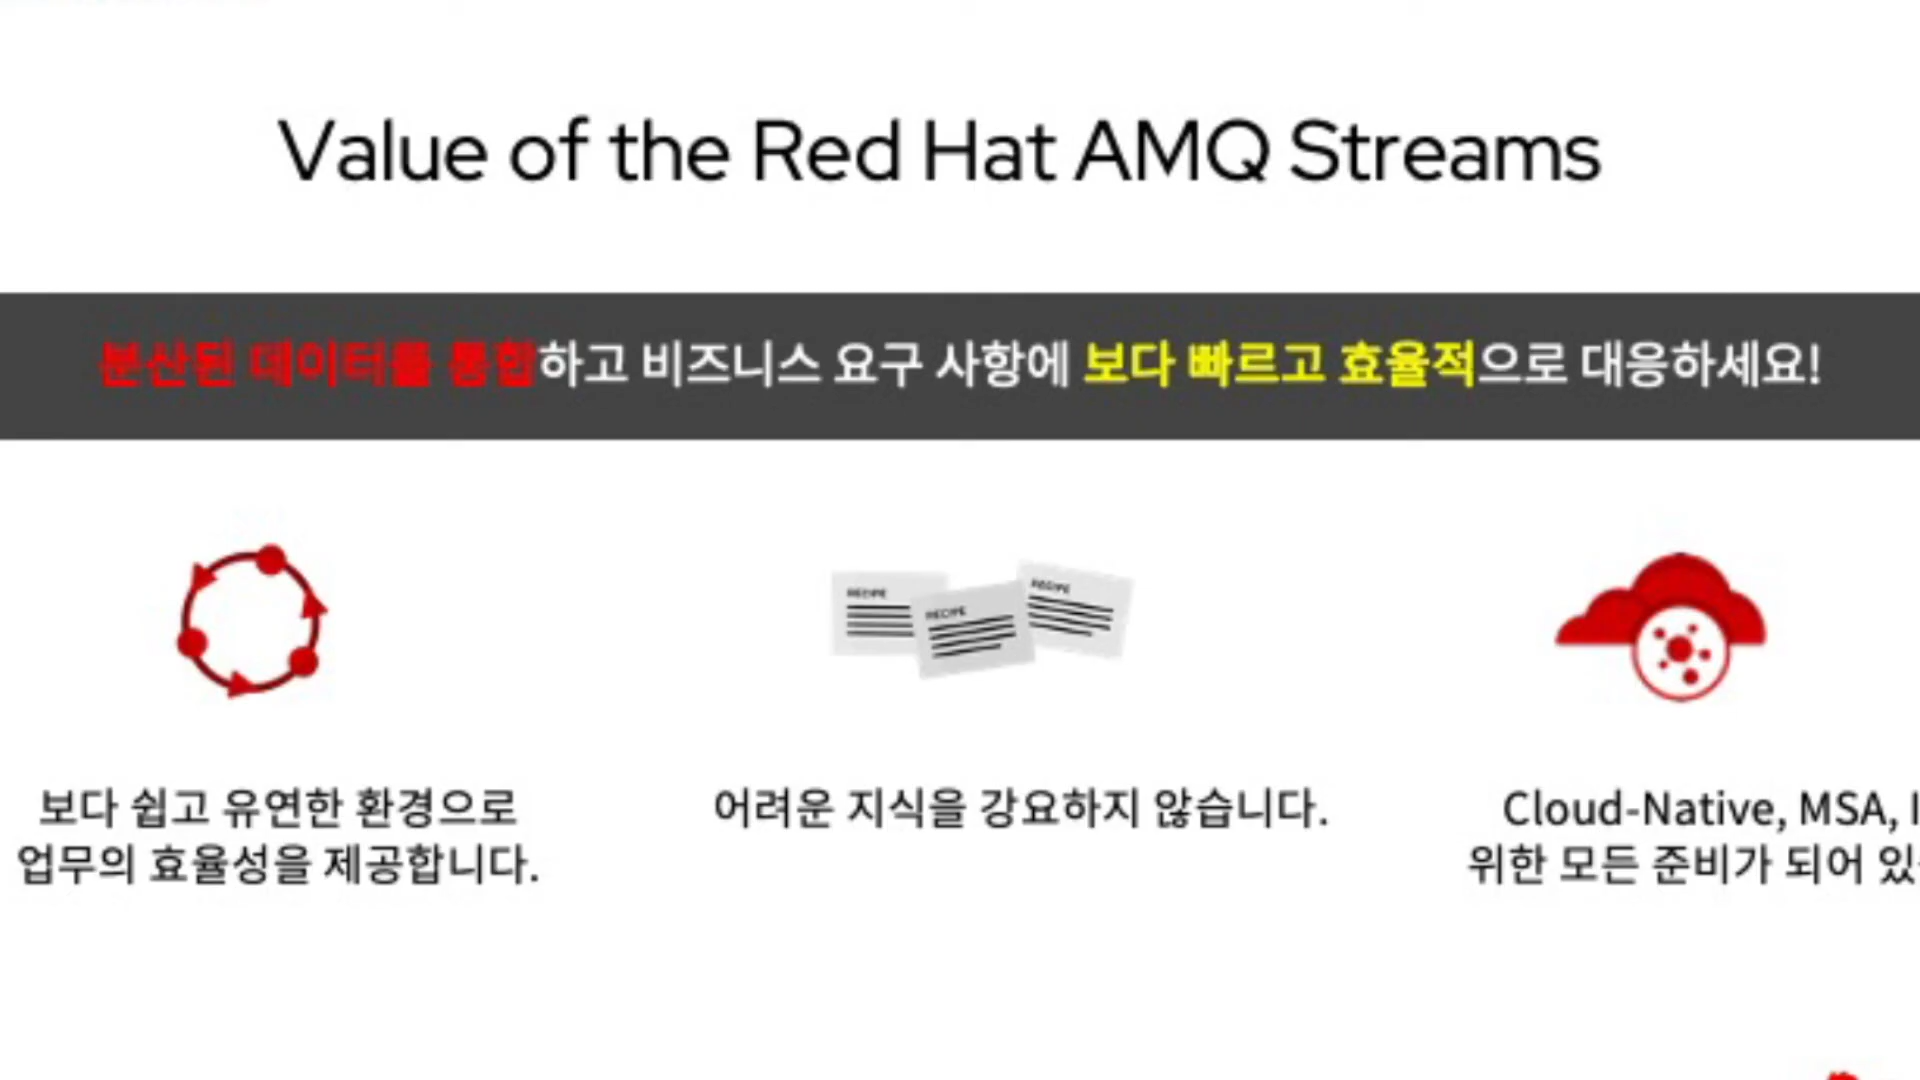 Value of the Red Hat AMQ Streams
분산된 데이터를 통합하고 비즈니스 요구 사항에 보다 빠르고 효율적으로 대응하세요!
RECIPE
RECIPE
RECIPE
보다 쉽고 유연한 환경으로
업무의 효율성을 제공합니다.
어려운 지식을 강요하지 않습니다.
Cloud-Native, MSA,
위한 모든 준비가 되어